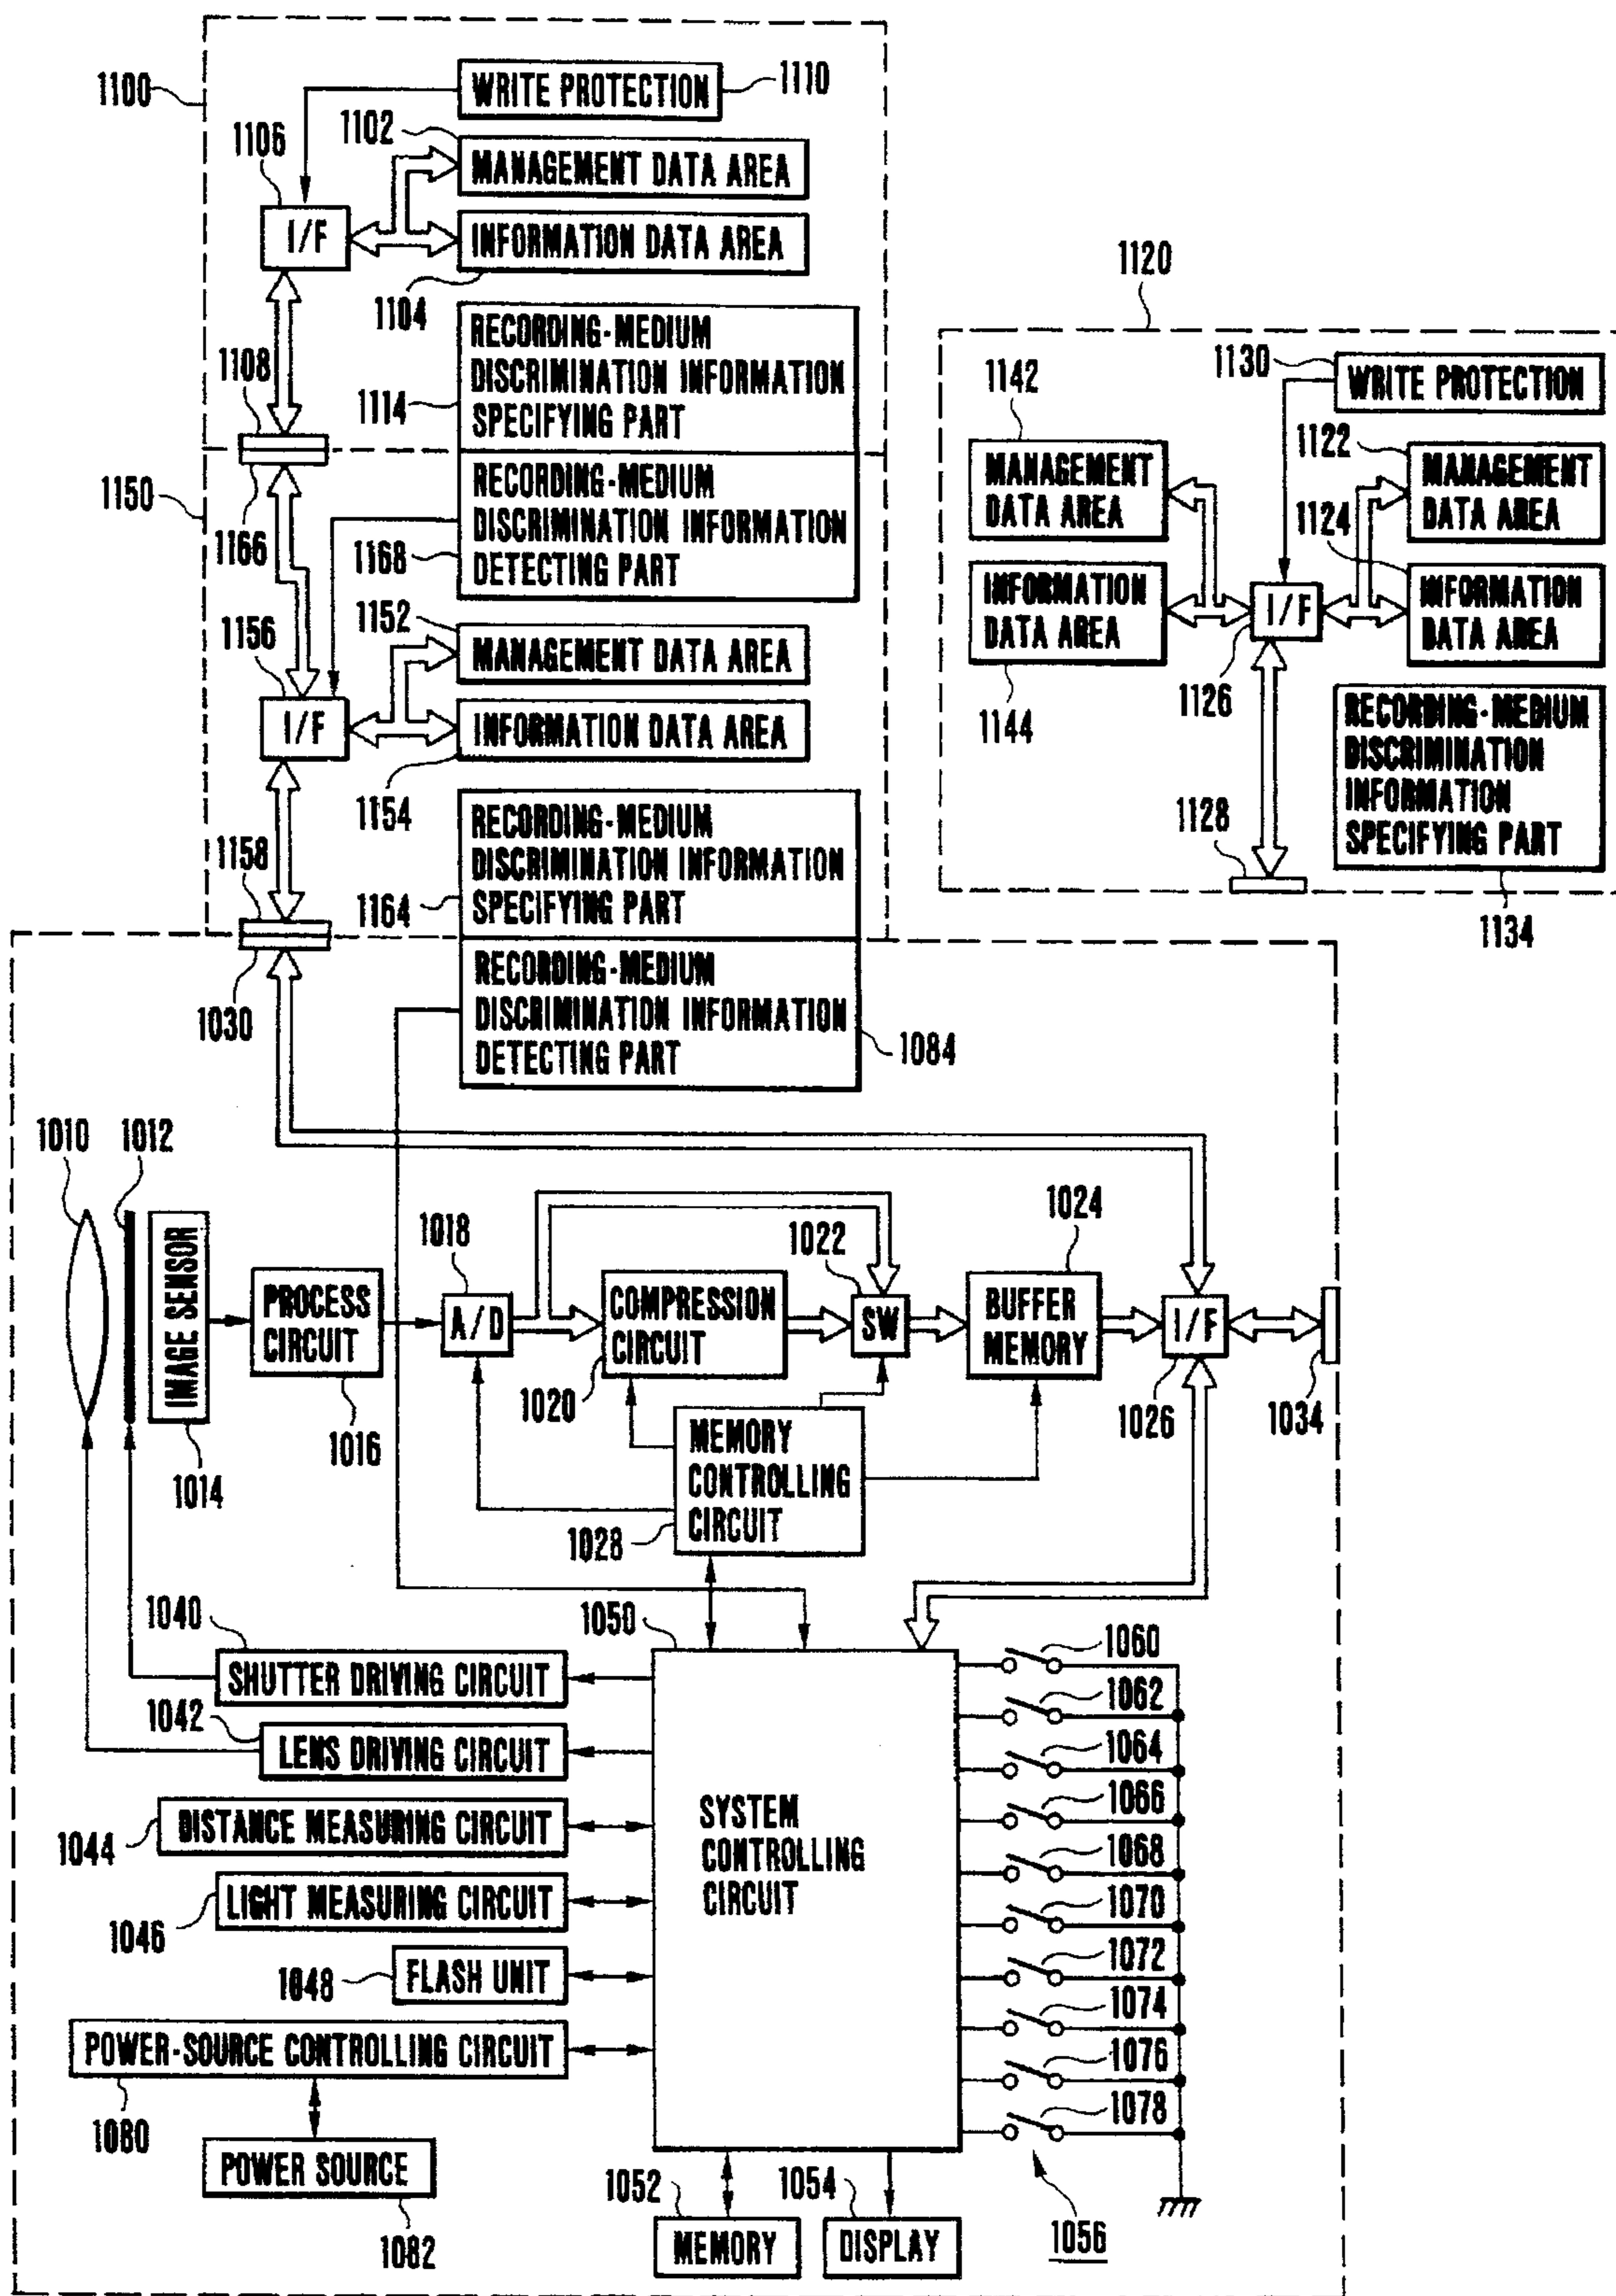 1100
WRITE PROTECTION
1110
1106
1102
MANAGEMENT DATA AREA
I/F
INFORMATION DATA AREA
1104
1108
RECORDING-MEDIUM
DISCRIMINATION INFORMATION
SPECIFYING PART
1114
1150
1166
RECORDING-MEDIUM
DISCRIMINATION INFORMATION
DETECTING PART
1168
1156
1152
MANAGEMENT DATA AREA
I/F
INFORMATION DATA AREA
1154
1158
RECORDING-MEDIUM
DISCRIMINATION INFORMATION
SPECIFYING PART
1164
1030
RECORDING-MEDIUM
DISCRIMINATION INFORMATION
DETECTING PART
1084
1120
1130
WRITE PROTECTION
1142
MANAGEMENT
DATA AREA
1122
MANAGEMENT
DATA AREA
1124
INFORMATION
DATA AREA
I/F
INFORMATION
DATA AREA
1144
1126
RECORDING-MEDIUM
DISCRIMINATION
INFORMATION
SPECIFYING PART
1128
1134
1010
1012
IMAGE SENSOR
1014
PROCESS
CIRCUIT
1016
1018
A/D
COMPRESSION
CIRCUIT
1020
1022
SW
1024
BUFFER
MEMORY
I/F
1026
1034
MEMORY
CONTROLLING
CIRCUIT
1028
1040
SHUTTER DRIVING CIRCUIT
1042
LENS DRIVING CIRCUIT
DISTANCE MEASURING CIRCUIT
1044
LIGHT MEASURING CIRCUIT
1046
FLASH UNIT
1048
POWER-SOURCE CONTROLLING CIRCUIT
1080
POWER SOURCE
1082
1050
SYSTEM
CONTROLLING
CIRCUIT
1060
1062
1064
1066
1068
1070
1072
1074
1076
1078
1052
MEMORY
1054
DISPLAY
1056